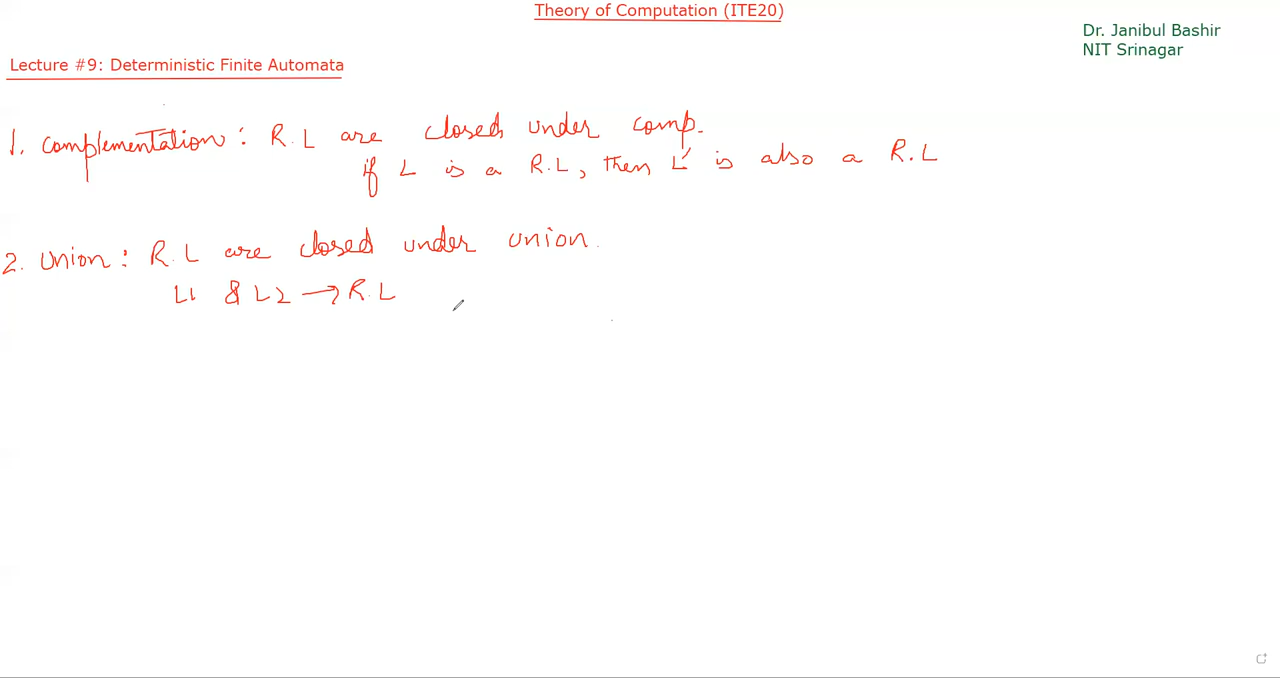 Theory of Computation (ITE20)
Dr. Janibul Bashir
NIT Srinagar
Lecture #9: Deterministic Finite Automata
1. Complementation: R.L are closed under comp.
if L is a R.L, then L' is also a R.L
2. Union: R.L are closed under union.
L1 & L2 → R.L